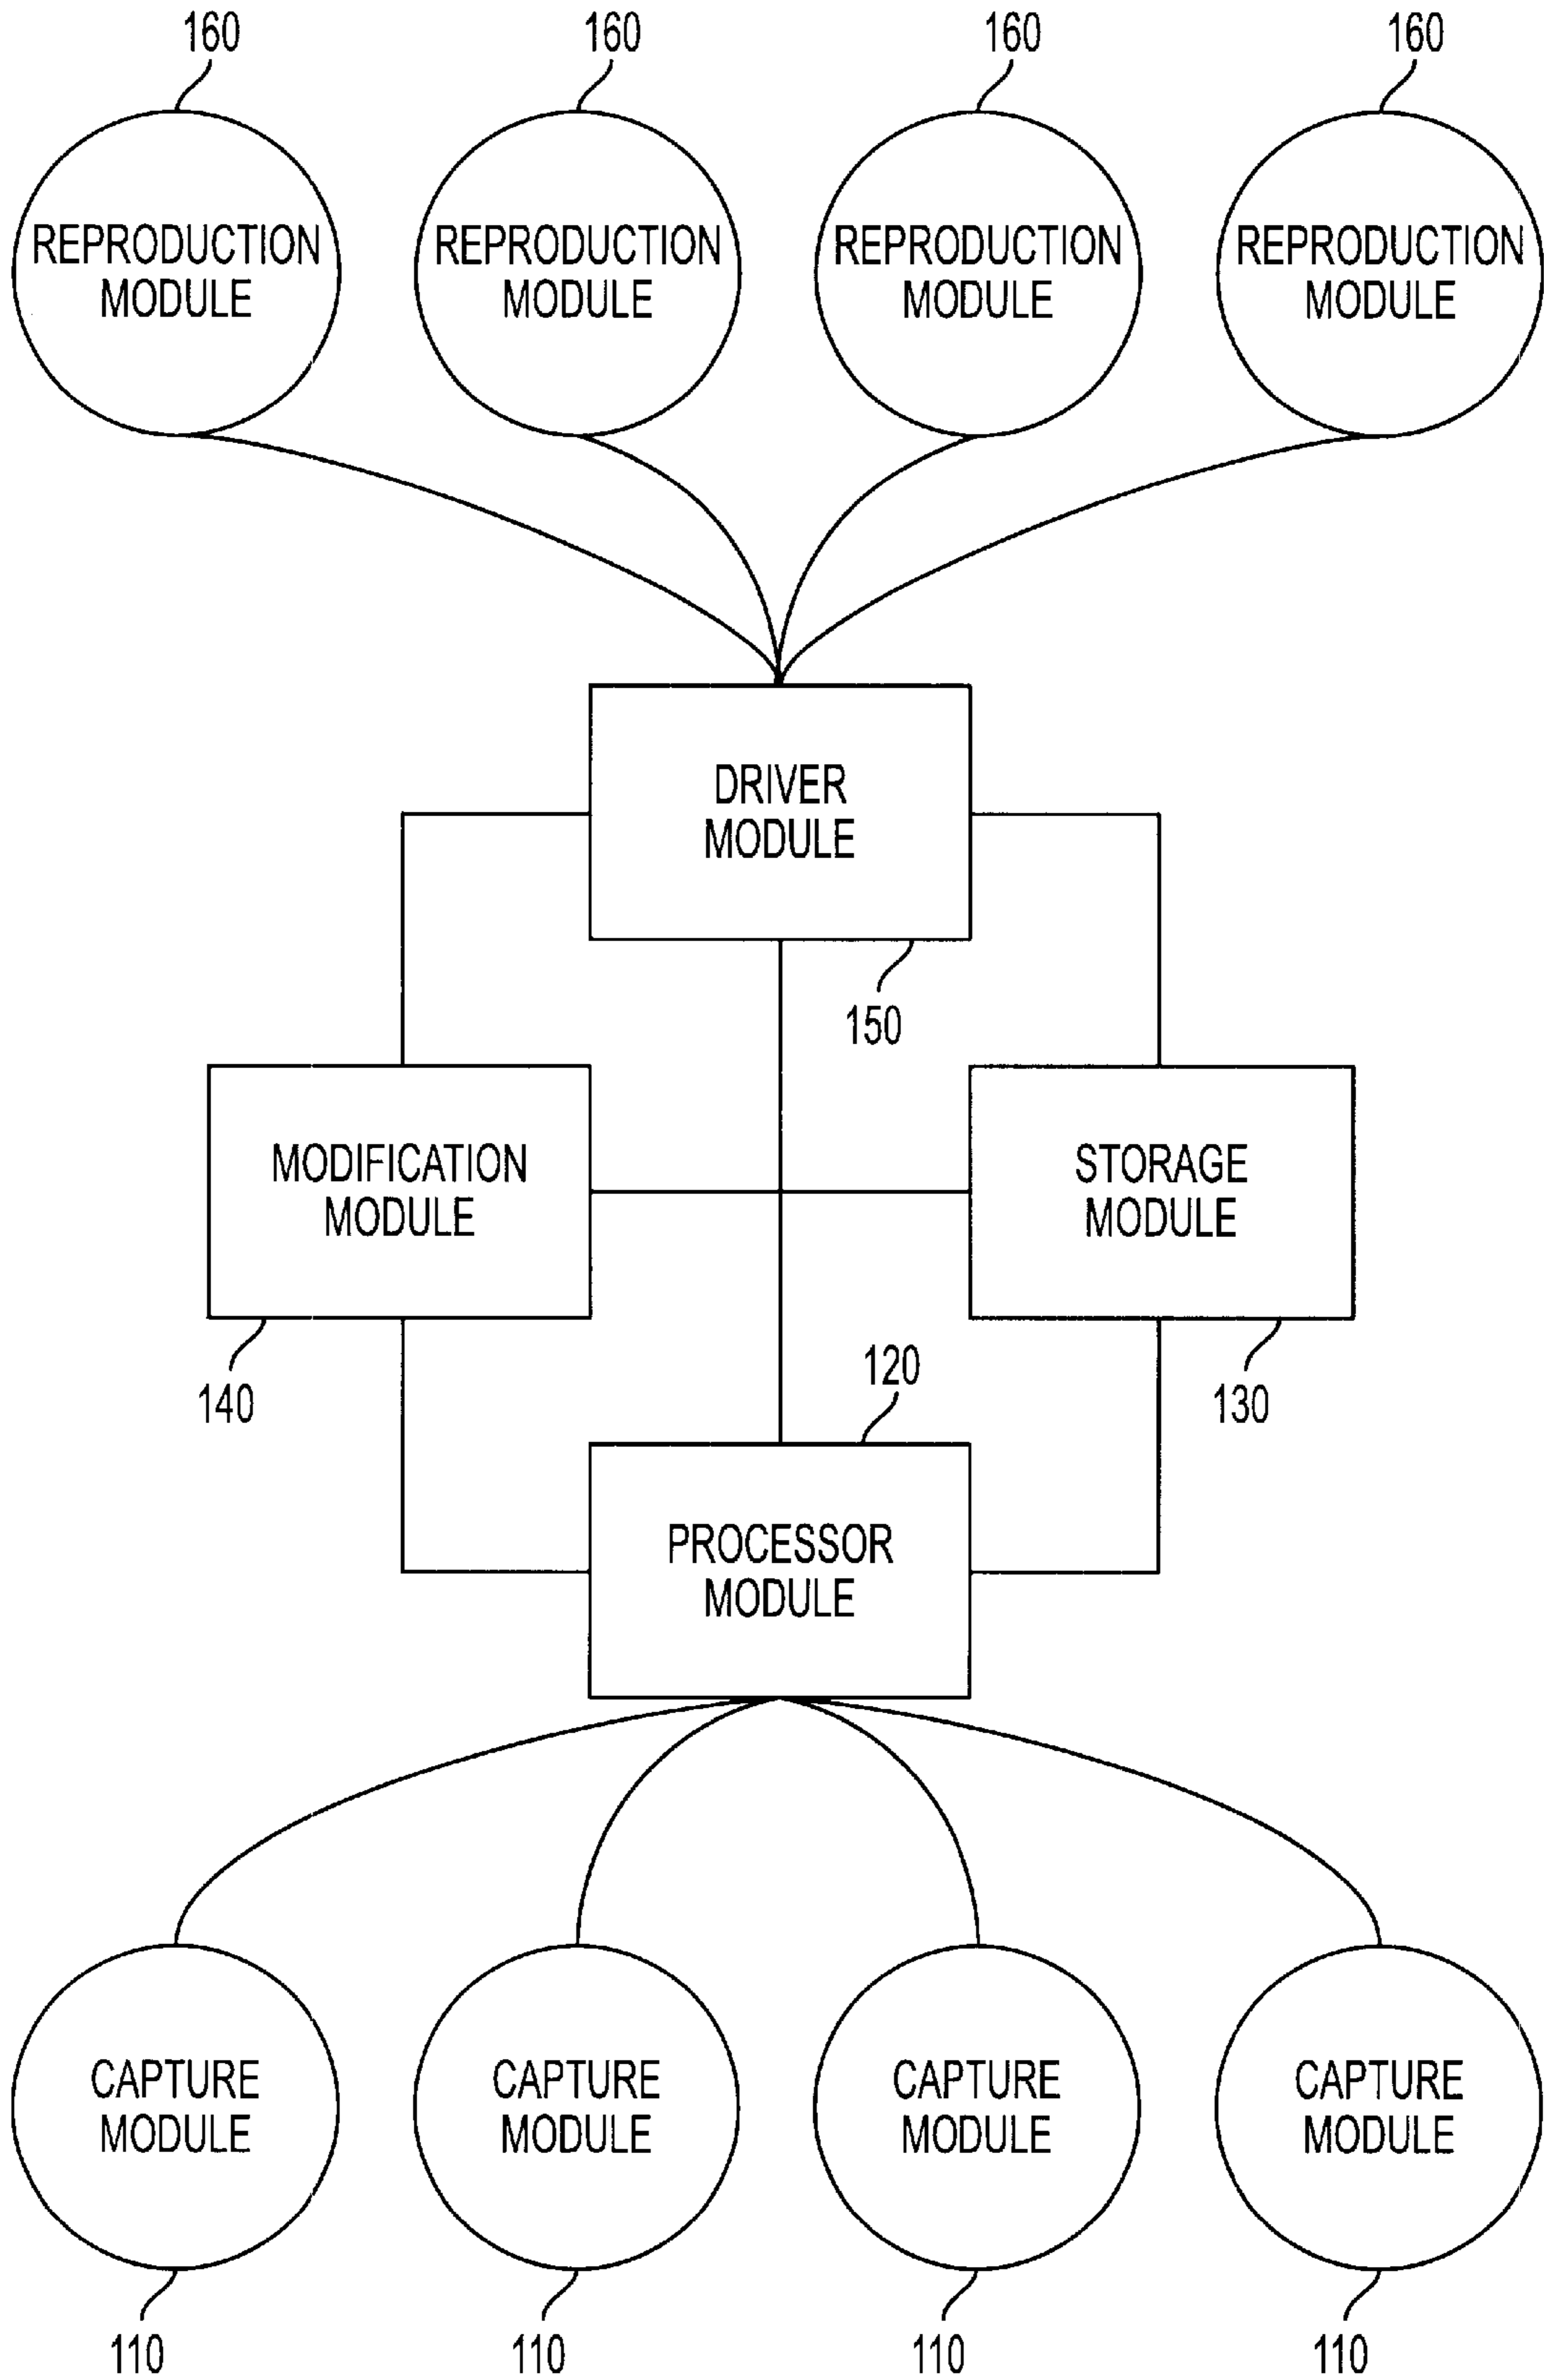 160 160 160 160
REPRODUCTION MODULE
REPRODUCTION MODULE
REPRODUCTION MODULE
REPRODUCTION MODULE
DRIVER
MODULE
150
MODIFICATION
MODULE
140
STORAGE
MODULE
130
120
PROCESSOR
MODULE
CAPTURE
MODULE
CAPTURE
MODULE
CAPTURE
MODULE
CAPTURE
MODULE
110 110 110 110